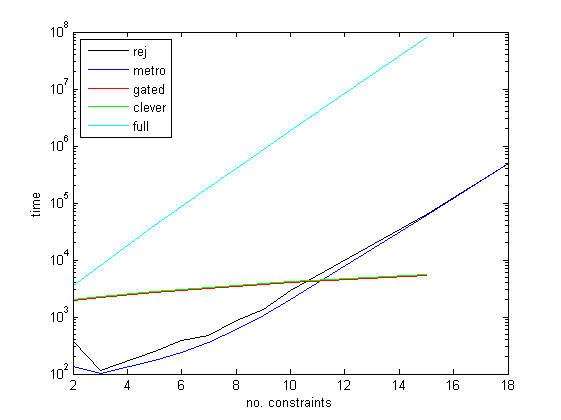 10^8
rej
metro
gated
clever
full
10^7
10^6
10^5
time
10^4
10^3
10^2
2 4 6 8 10 12 14 16 18
no. constraints